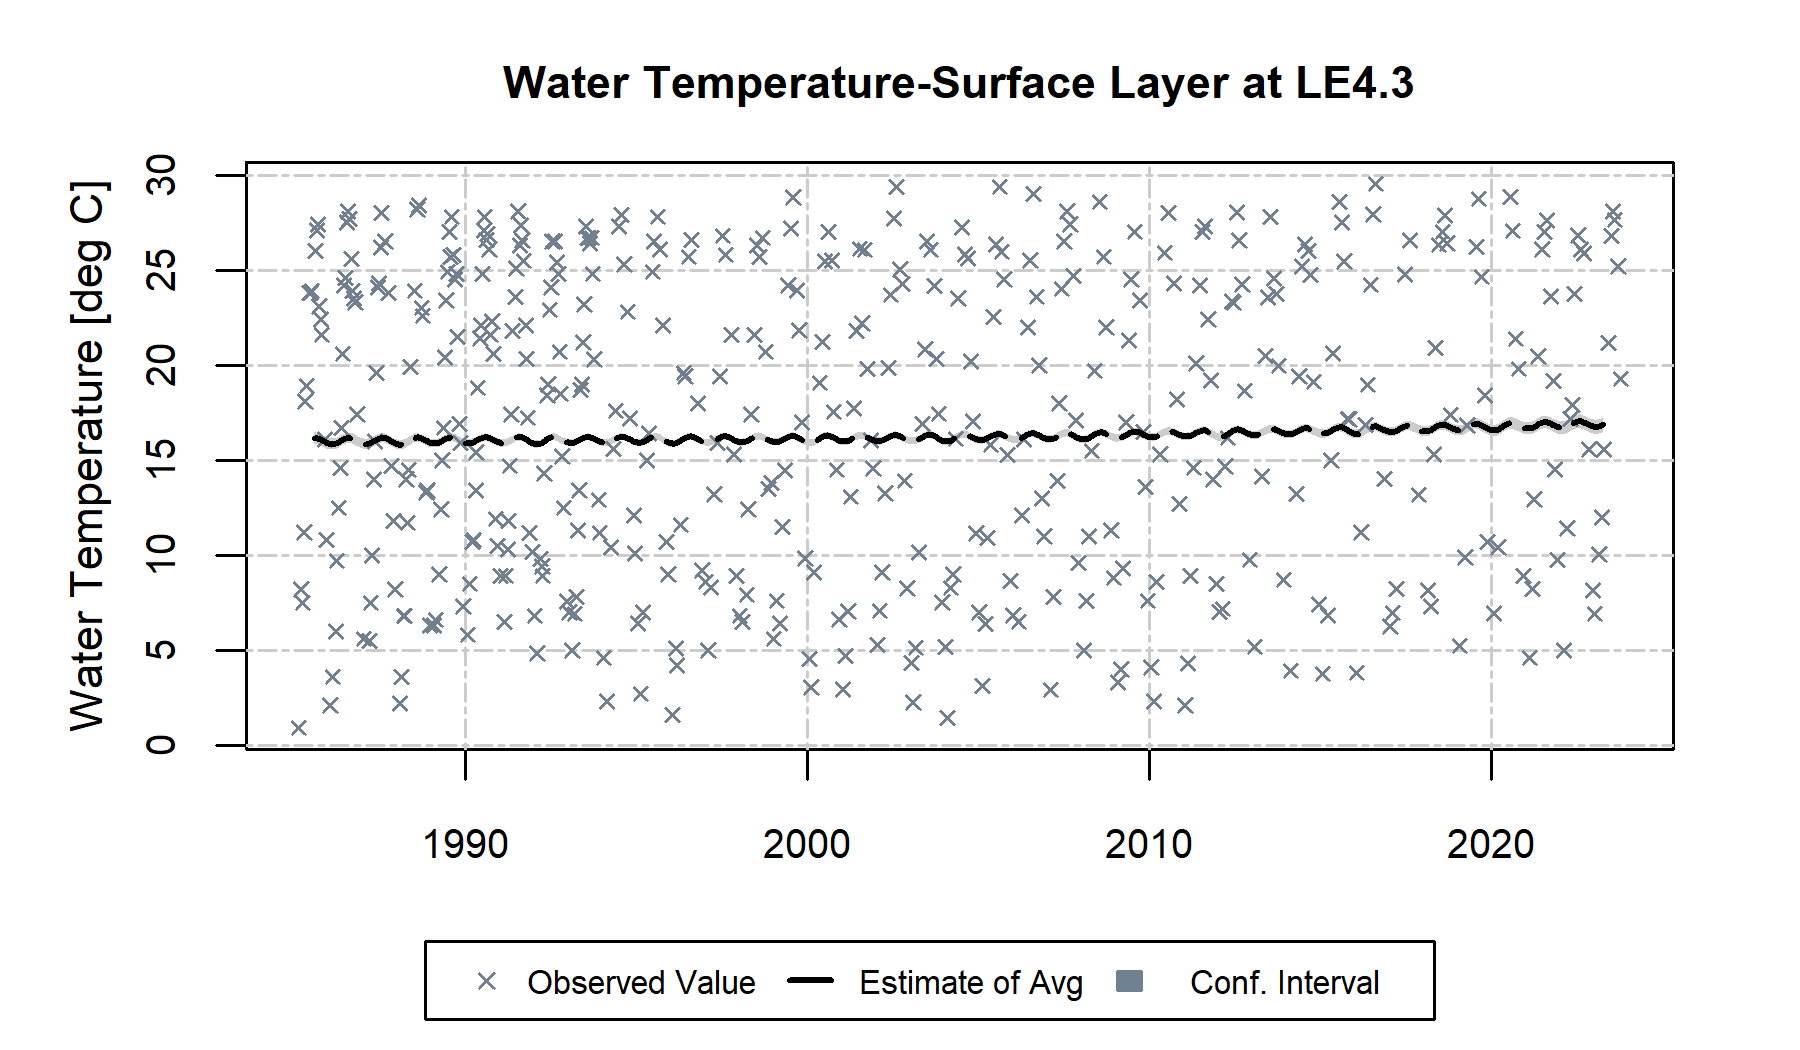 Water Temperature-Surface Layer at LE4.3
Water Temperature [deg C]
30
25
20
15
10
5
0
1990 2000 2010 2020
Observed Value Estimate of Avg Conf. Interval